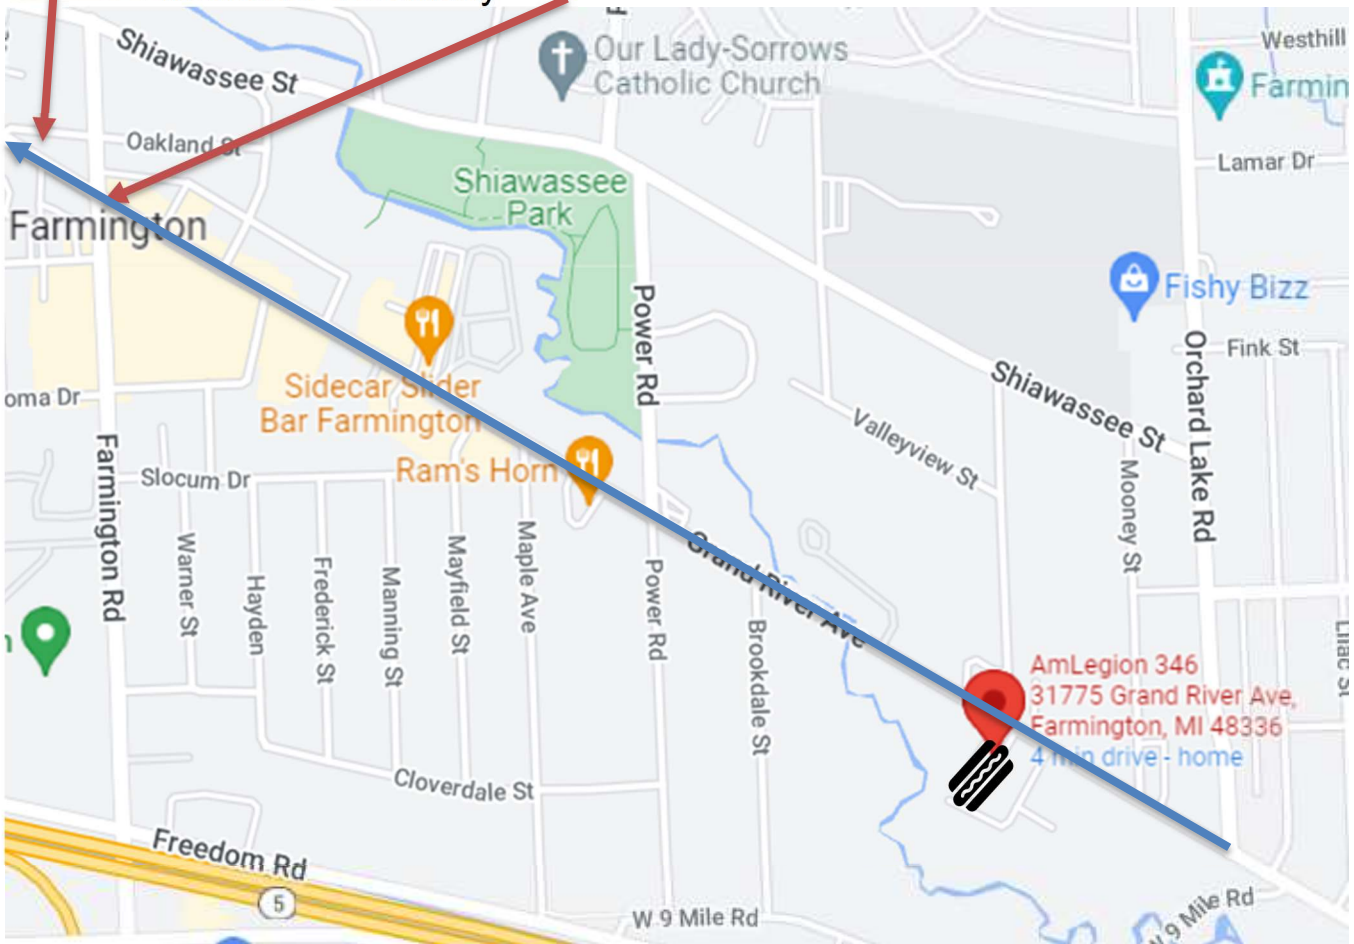 Shiawassee St
Our Lady-Sorrows
Catholic Church
Westhill
Farmin
Oakland St
Lamar Dr
Shiawassee
Park
Farmington
Fishy Bizz
Power Rd
Orchard Lake Rd
Fink St
Sidecar Slider
Bar Farmington
oma Dr
Shiawassee St
Valleyview St
Farmington Rd
Ram's Horn
Slocum Dr
Mooney St
Warner St
Hayden
Frederick St
Manning St
Mayfield St
Maple Ave
Power Rd
Grand River Ave
Brookdale St
Lilac St
AmLegion 346
31775 Grand River Ave,
Farmington, MI 48336
4 min drive - home
Cloverdale St
Freedom Rd
5
W 9 Mile Rd
W 9 Mile Rd